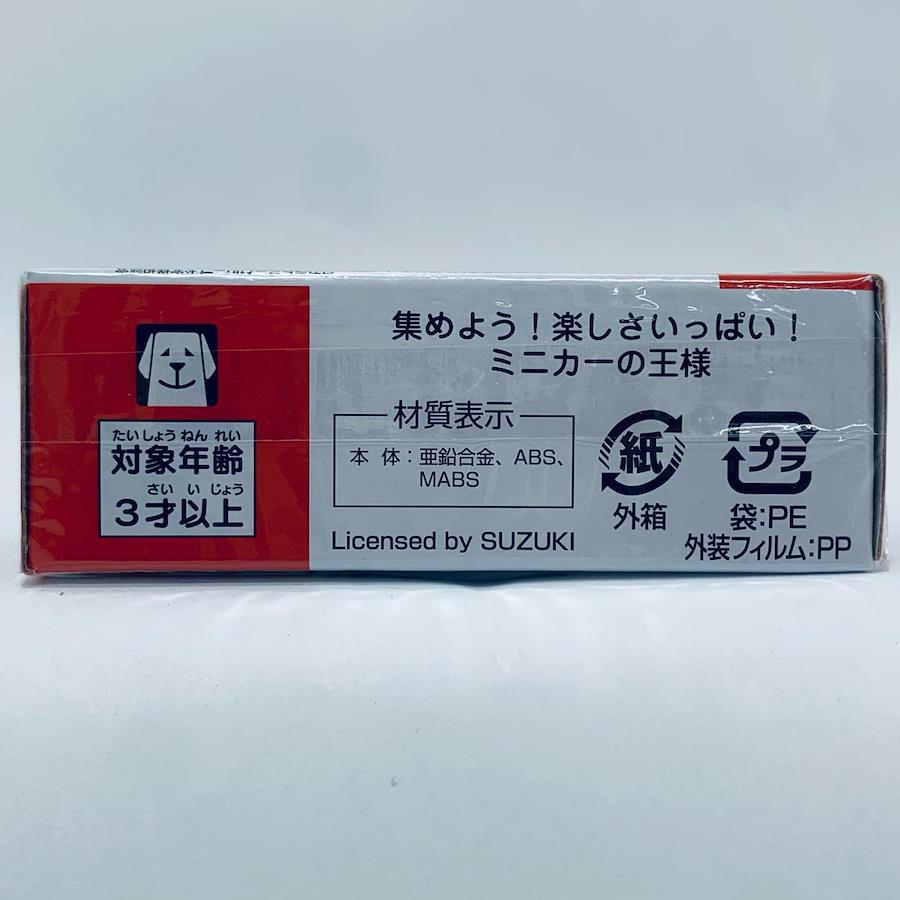 集めよう！楽しさいっぱい！
ミニカーの王様
たいしょうねんれい
対象年齢
さいいじょう
3才以上
材質表示
本体：亜鉛合金、ABS、
MABS
Licensed by SUZUKI
紙
外箱
プラ
袋:PE
外装フィルム:PP